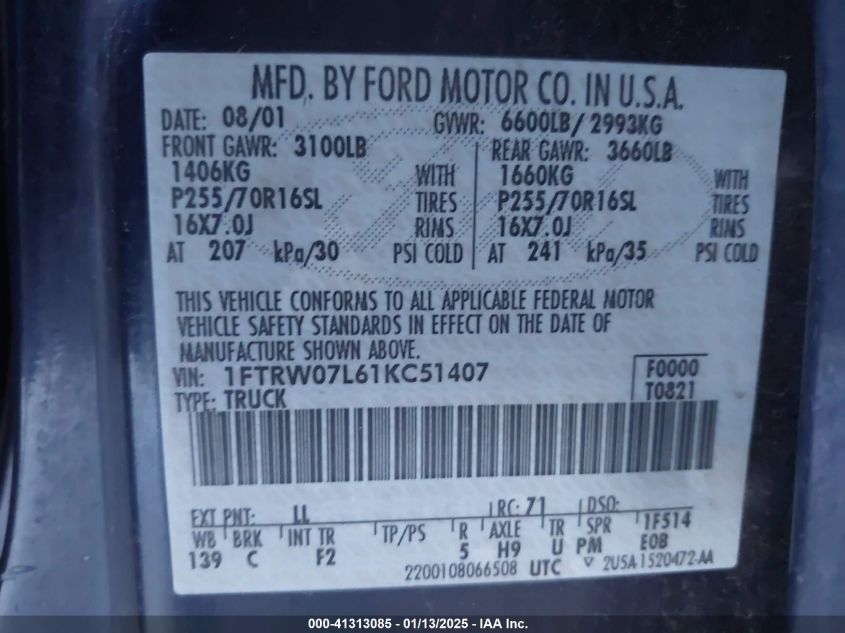 MFD. BY FORD MOTOR CO. IN U.S.A.
DATE: 08/01 GVWR: 6600LB/2993KG
FRONT GAWR: 3100LB REAR GAWR: 3660LB
1406KG WITH 1660KG WITH
P255/70R16SL TIRES P255/70R16SL TIRES
16X7.0J RIMS 16X7.0J RIMS
AT 207 kPa/30 PSI COLD AT 241 kPa/35 PSI COLD
THIS VEHICLE CONFORMS TO ALL APPLICABLE FEDERAL MOTOR
VEHICLE SAFETY STANDARDS IN EFFECT ON THE DATE OF
MANUFACTURE SHOWN ABOVE.
VIN: 1FTRW07L61KC51407 F0000
TYPE: TRUCK T0821
EXT PNT: LL RC: 71 DSO:
WB BRK INT TR TP/PS R AXLE TR SPR 1F514
139 C F2 5 H9 U PM E0B
2200108066508 UTC ▽ 2USA-1520472-AA
000-41313085 - 01/13/2025 - IAA Inc.